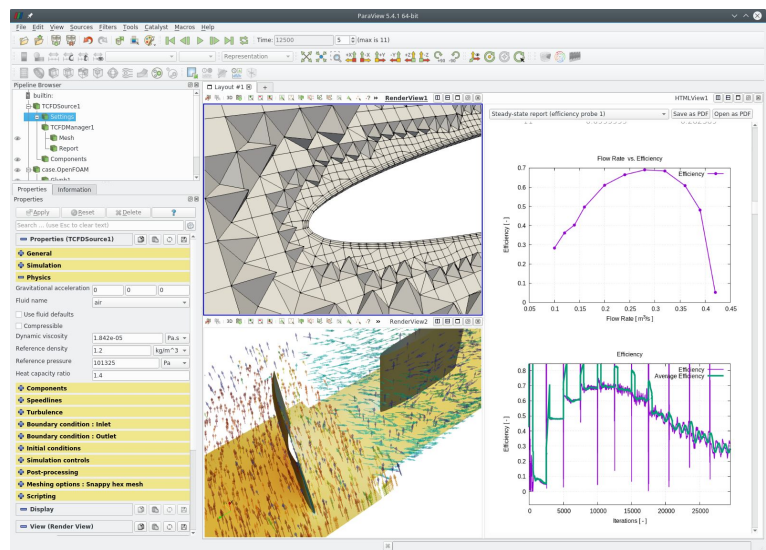 ParaView 5.4.1 64-bit
File Edit View Sources Filters Tools Catalyst Macros Help
Time: 12500 5 (max is 11)
Representation
Pipeline Browser
builtin:
TCFDSource1
Settings
TCFDManager1
Mesh
Report
Components
case.OpenFOAM
Glyph1
Properties Information
Properties
Apply Reset Delete ?
Search ... (use Esc to clear text)
Properties (TCFDSource1)
General
Simulation
Physics
Gravitational acceleration 0 0 0
Fluid name air
Use fluid defaults
Compressible
Dynamic viscosity 1.842e-05 Pa.s
Reference density 1.2 kg/m^3
Reference pressure 101325 Pa
Heat capacity ratio 1.4
Components
Speedlines
Turbulence
Boundary condition : Inlet
Boundary condition : Outlet
Initial conditions
Simulation controls
Post-processing
Meshing options : Snappy hex mesh
Scripting
Display
View (Render View)
Layout #1 +
3D RenderView1
3D RenderView2
HTMLView1
Steady-state report (efficiency probe 1) Save as PDF Open as PDF
Flow Rate vs. Efficiency
Efficiency
0.7
0.6
0.5
0.4
0.3
0.2
0.1
0
Efficiency [ - ]
0.05 0.1 0.15 0.2 0.25 0.3 0.35 0.4 0.45
Flow Rate [ m³/s ]
Efficiency
Efficiency
Average Efficiency
0.8
0.7
0.6
0.5
0.4
0.3
0.2
0.1
0
Efficiency [ - ]
0 5000 10000 15000 20000 25000
Iterations [ - ]